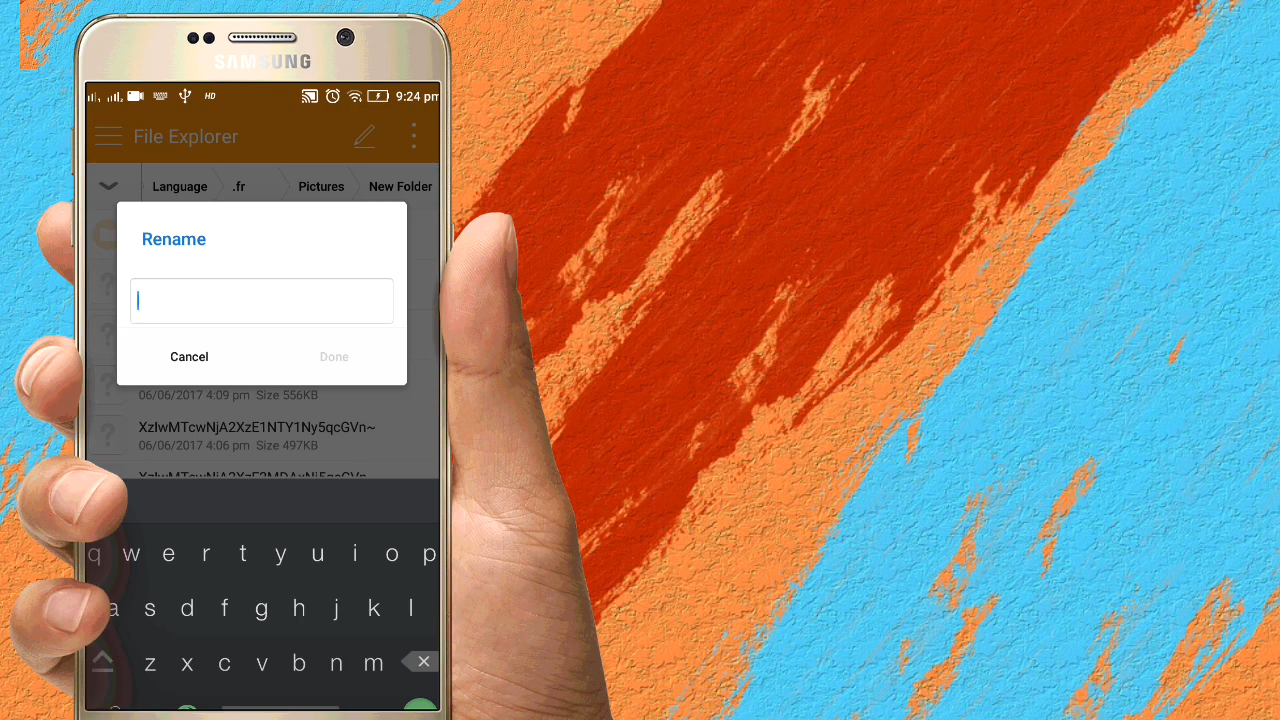 SAMSUNG
HD 9:24 pm
File Explorer
Language .fr Pictures New Folder
Rename
Cancel Done
06/06/2017 4:09 pm Size 556KB
XzIwMTcwNjA2XzE1NTY1Ny5qcGVn~
06/06/2017 4:06 pm Size 497KB
q w e r t y u i o p
a s d f g h j k l
z x c v b n m